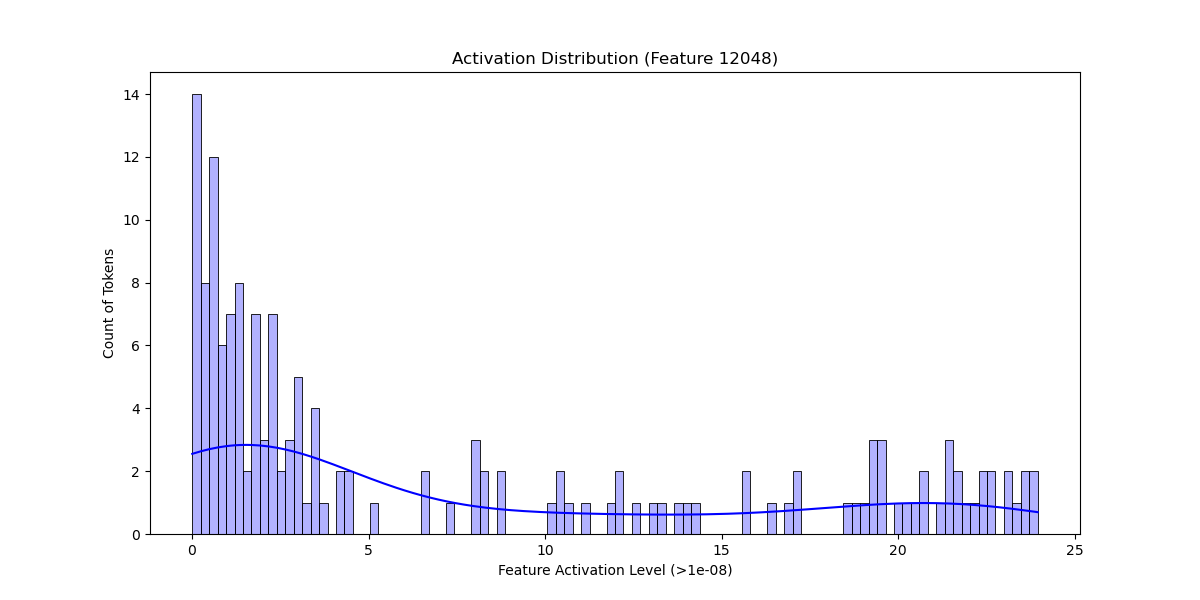 Activation Distribution (Feature 12048)
Count of Tokens
14
12
10
8
6
4
2
0
0 5 10 15 20 25
Feature Activation Level (>1e-08)